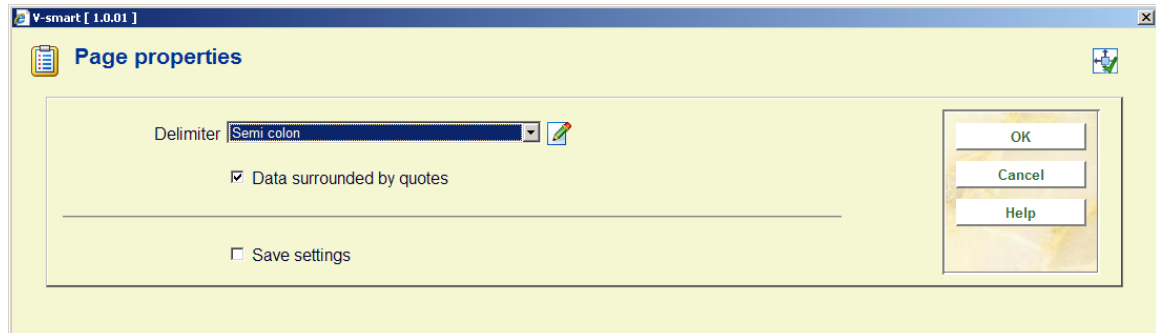 V-smart [ 1.0.01 ]
Page properties
Delimiter Semi colon
OK
Data surrounded by quotes
Cancel
Help
Save settings